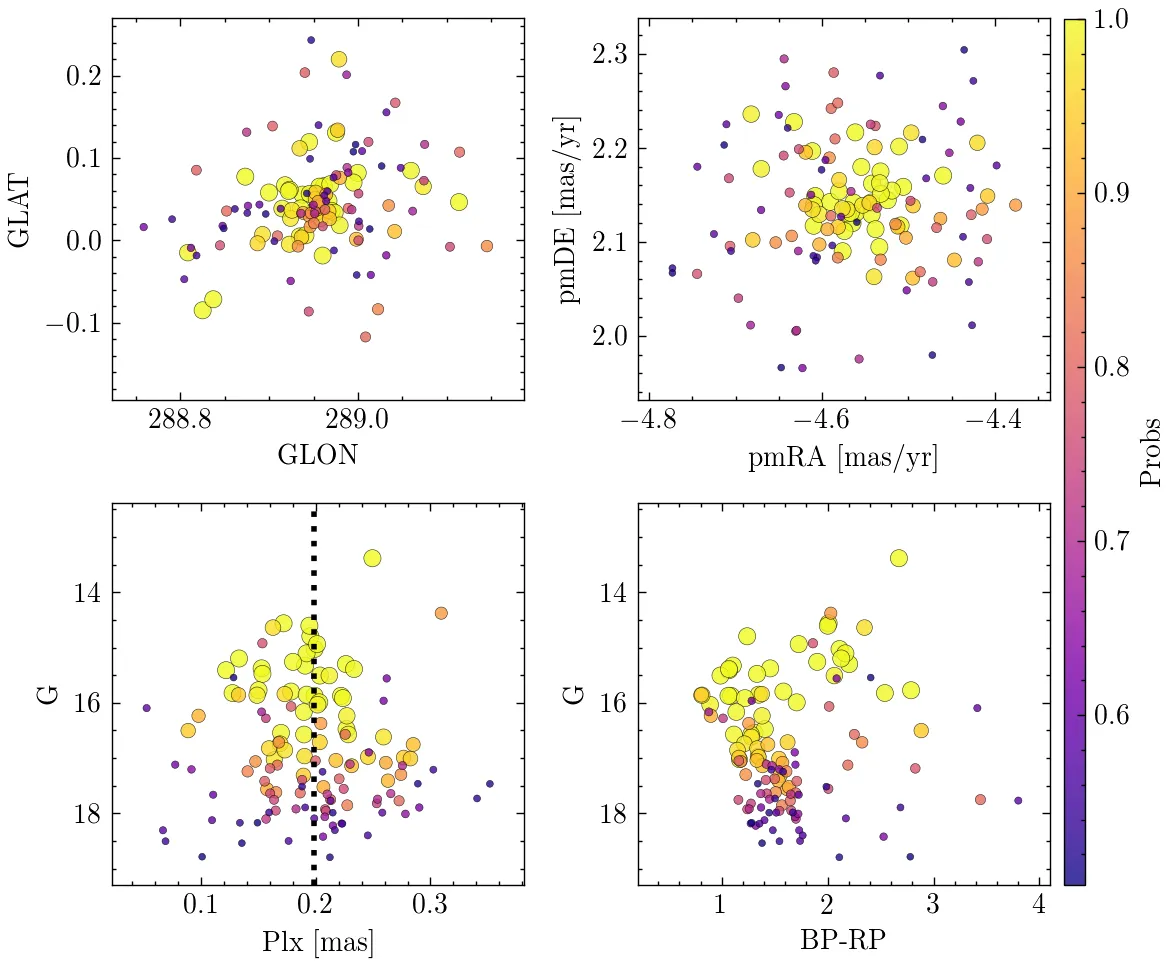 0.2
0.1
0.0
−0.1
GLAT
288.8 289.0
GLON
2.3
2.2
2.1
2.0
pmDE [mas/yr]
−4.8 −4.6 −4.4
pmRA [mas/yr]
1.0
0.9
0.8
0.7
0.6
Probs
14
16
18
G
0.1 0.2 0.3
Plx [mas]
14
16
18
G
1 2 3 4
BP-RP